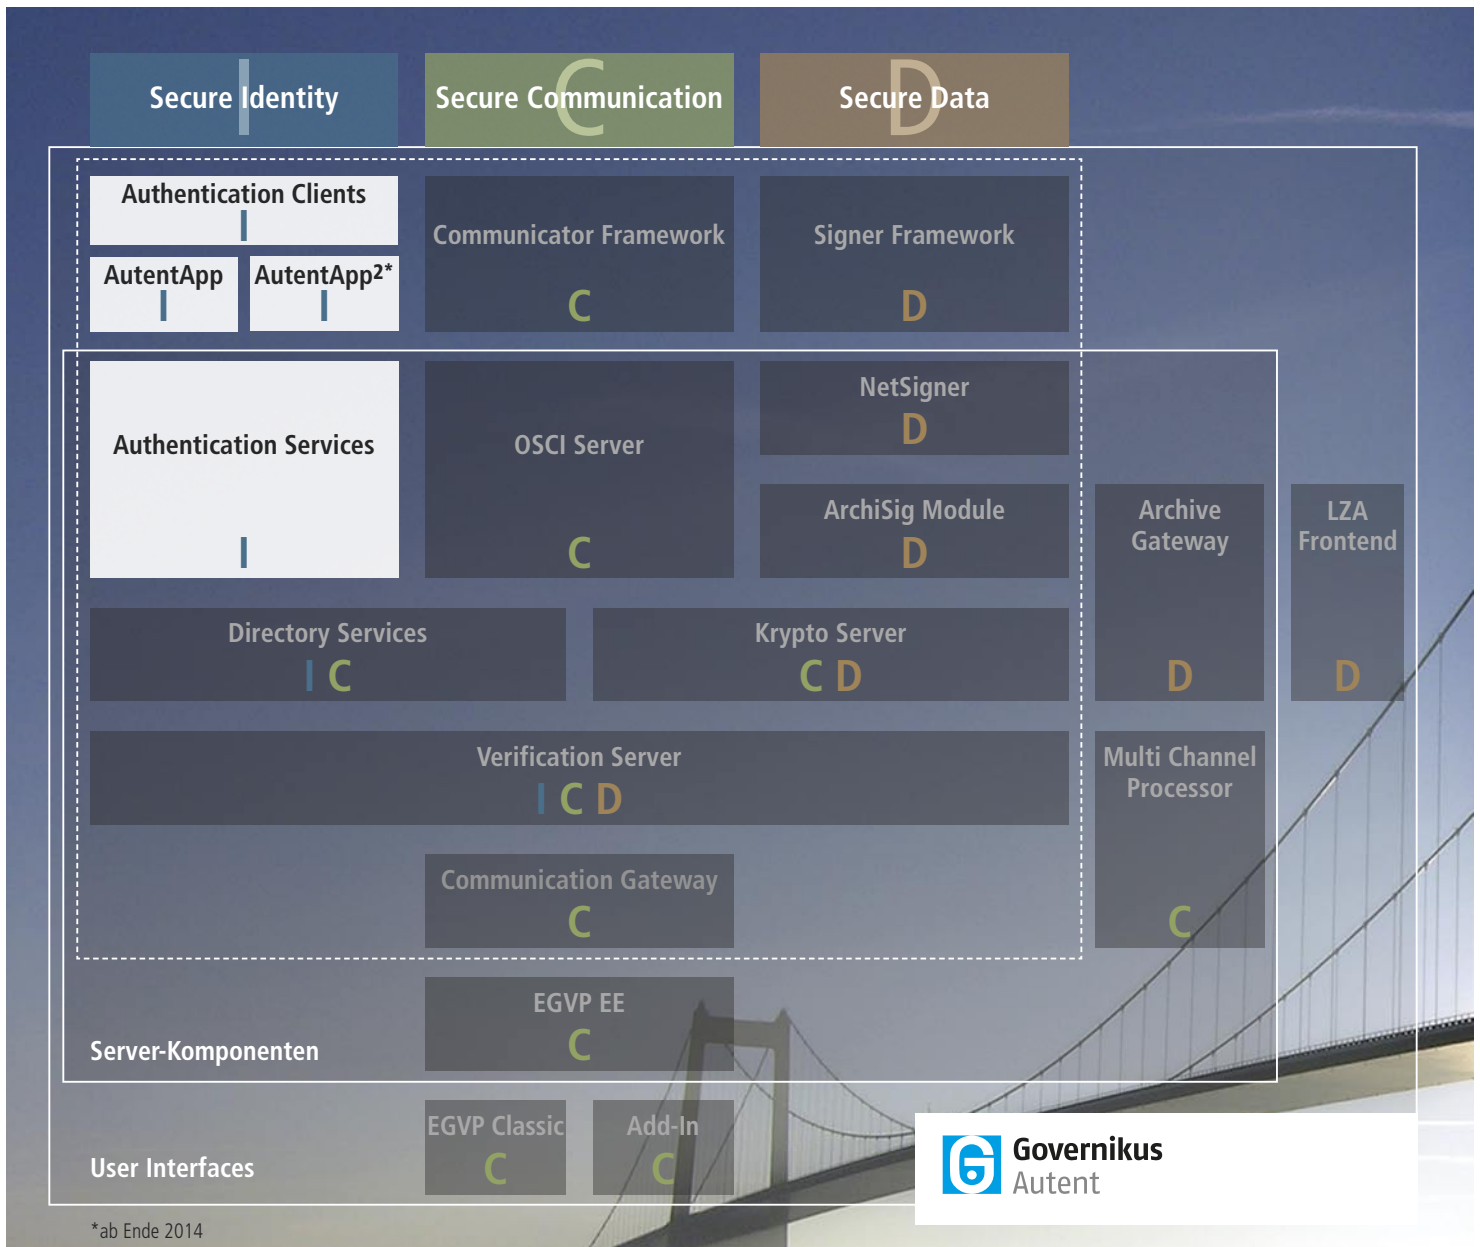 Secure Identity
I
Secure Communication
C
Secure Data
D
Authentication Clients
I
AutentApp
I
AutentApp2*
I
Communicator Framework
C
Signer Framework
D
Authentication Services
I
OSCI Server
C
NetSigner
D
ArchiSig Module
D
Archive
Gateway
D
LZA
Frontend
D
Directory Services
I C
Krypto Server
C D
Verification Server
I C D
Multi Channel
Processor
C
Communication Gateway
C
EGVP EE
C
Server-Komponenten
EGVP Classic
C
Add-In
C
User Interfaces
G
Governikus
Autent
*ab Ende 2014